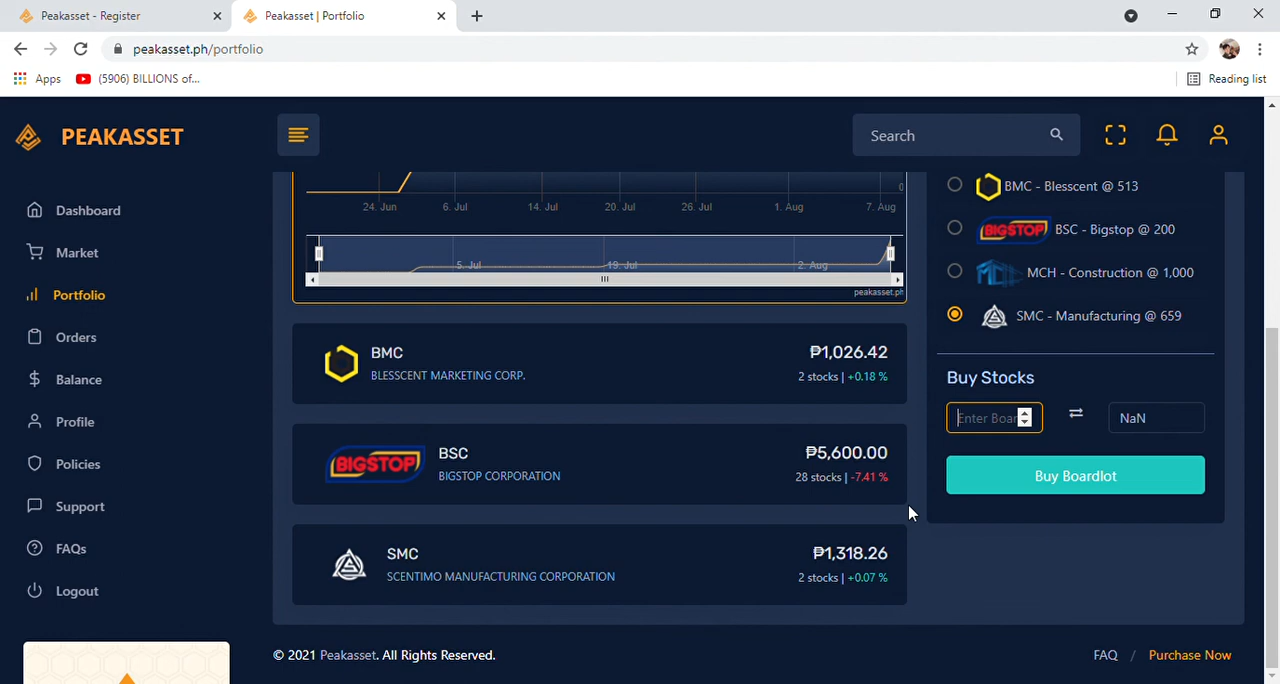 Peakasset - Register
Peakasset | Portfolio
peakasset.ph/portfolio
Apps
(5906) BILLIONS of...
Reading list
PEAKASSET
Search
Dashboard
Market
Portfolio
Orders
Balance
Profile
Policies
Support
FAQs
Logout
0
24. Jun 6. Jul 14. Jul 20. Jul 26. Jul 1. Aug 7. Aug
5. Jul 19. Jul 2. Aug
peakasset.ph
BMC
BLESSCENT MARKETING CORP.
₱1,026.42
2 stocks | +0.18 %
BIGSTOP
BSC
BIGSTOP CORPORATION
₱5,600.00
28 stocks | -7.41 %
SMC
SCENTIMO MANUFACTURING CORPORATION
₱1,318.26
2 stocks | +0.07 %
BMC - Blesscent @ 513
BIGSTOP BSC - Bigstop @ 200
MCH MCH - Construction @ 1,000
SMC - Manufacturing @ 659
Buy Stocks
Enter Boar
NaN
Buy Boardlot
© 2021 Peakasset. All Rights Reserved.
FAQ / Purchase Now